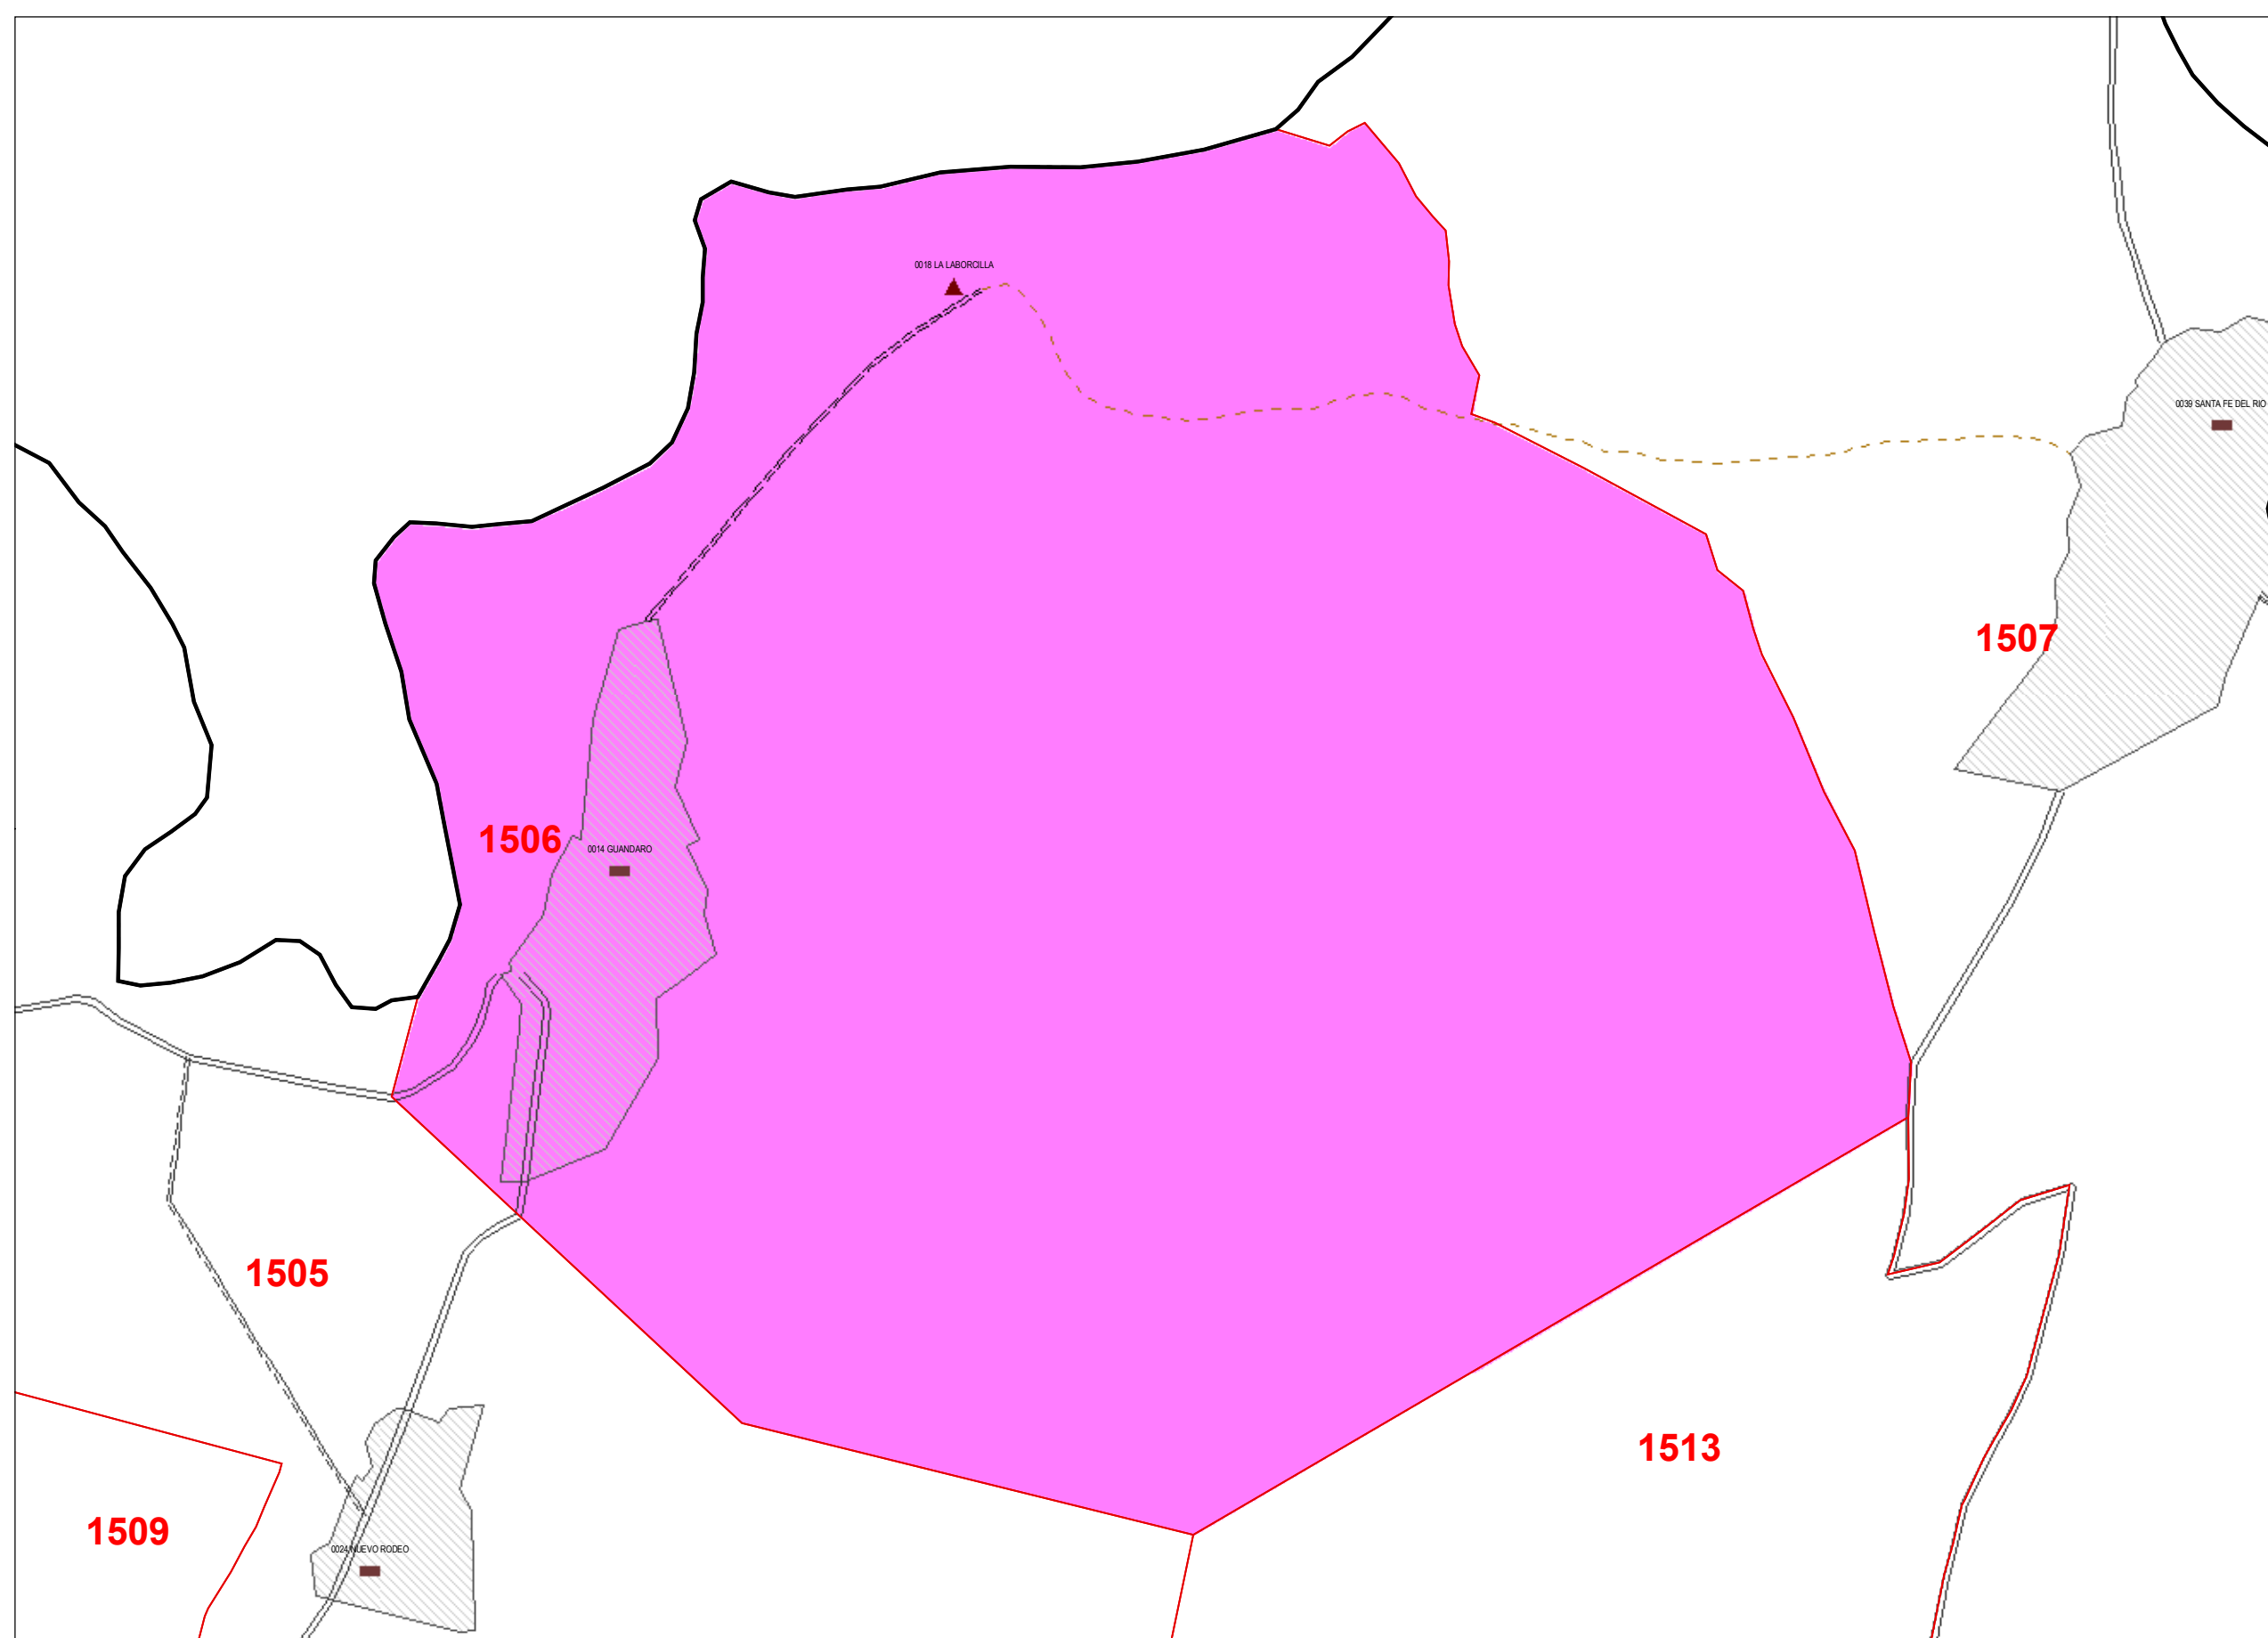 0018 LA LABORCILLA
0039 SANTA FE DEL RIO
1507
1506
0014 GUANDARO
1505
1513
1509
0024 NUEVO RODEO